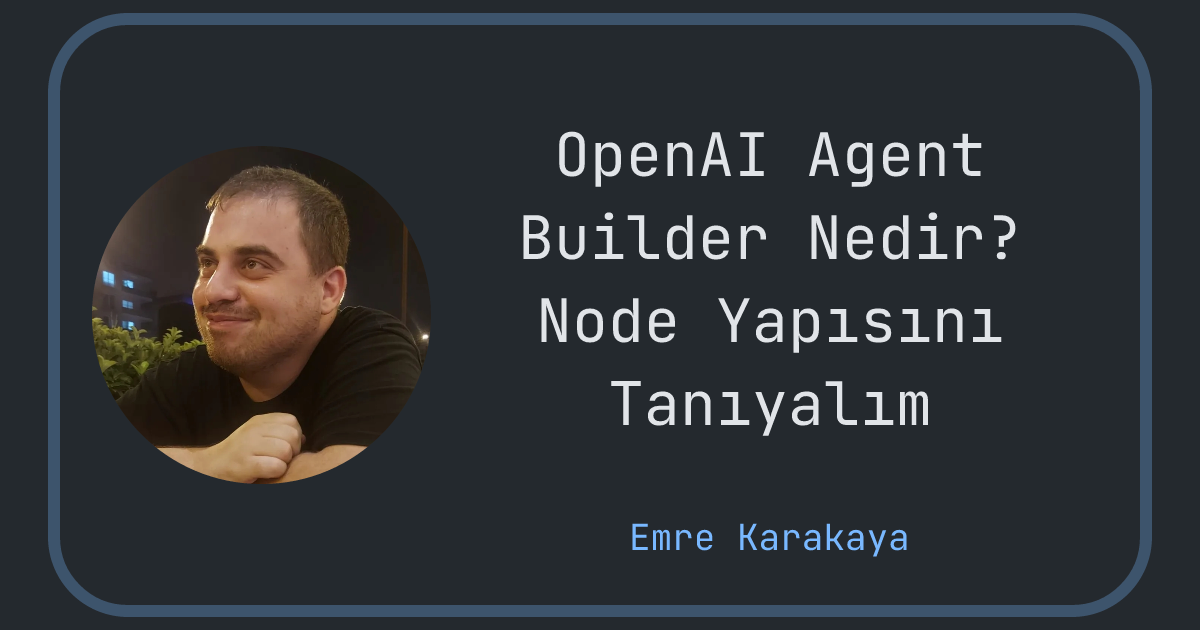 OpenAI Agent
Builder Nedir?
Node Yapısını
Tanıyalım
Emre Karakaya